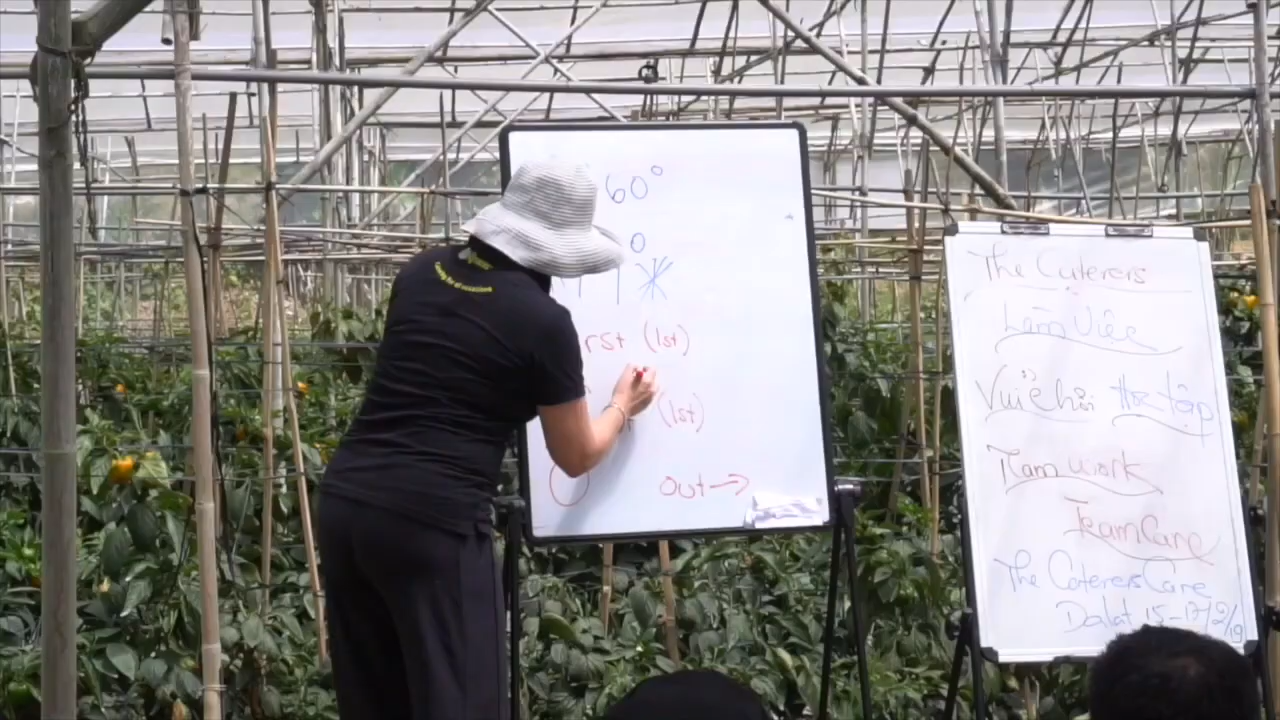 60°
0
rst (1st)
(1st)
out→
The Caterers
Làm Việc
Vui chơi Học tập
Team work
Team Care
The Caterers Care
Dalat 15-17/2/19